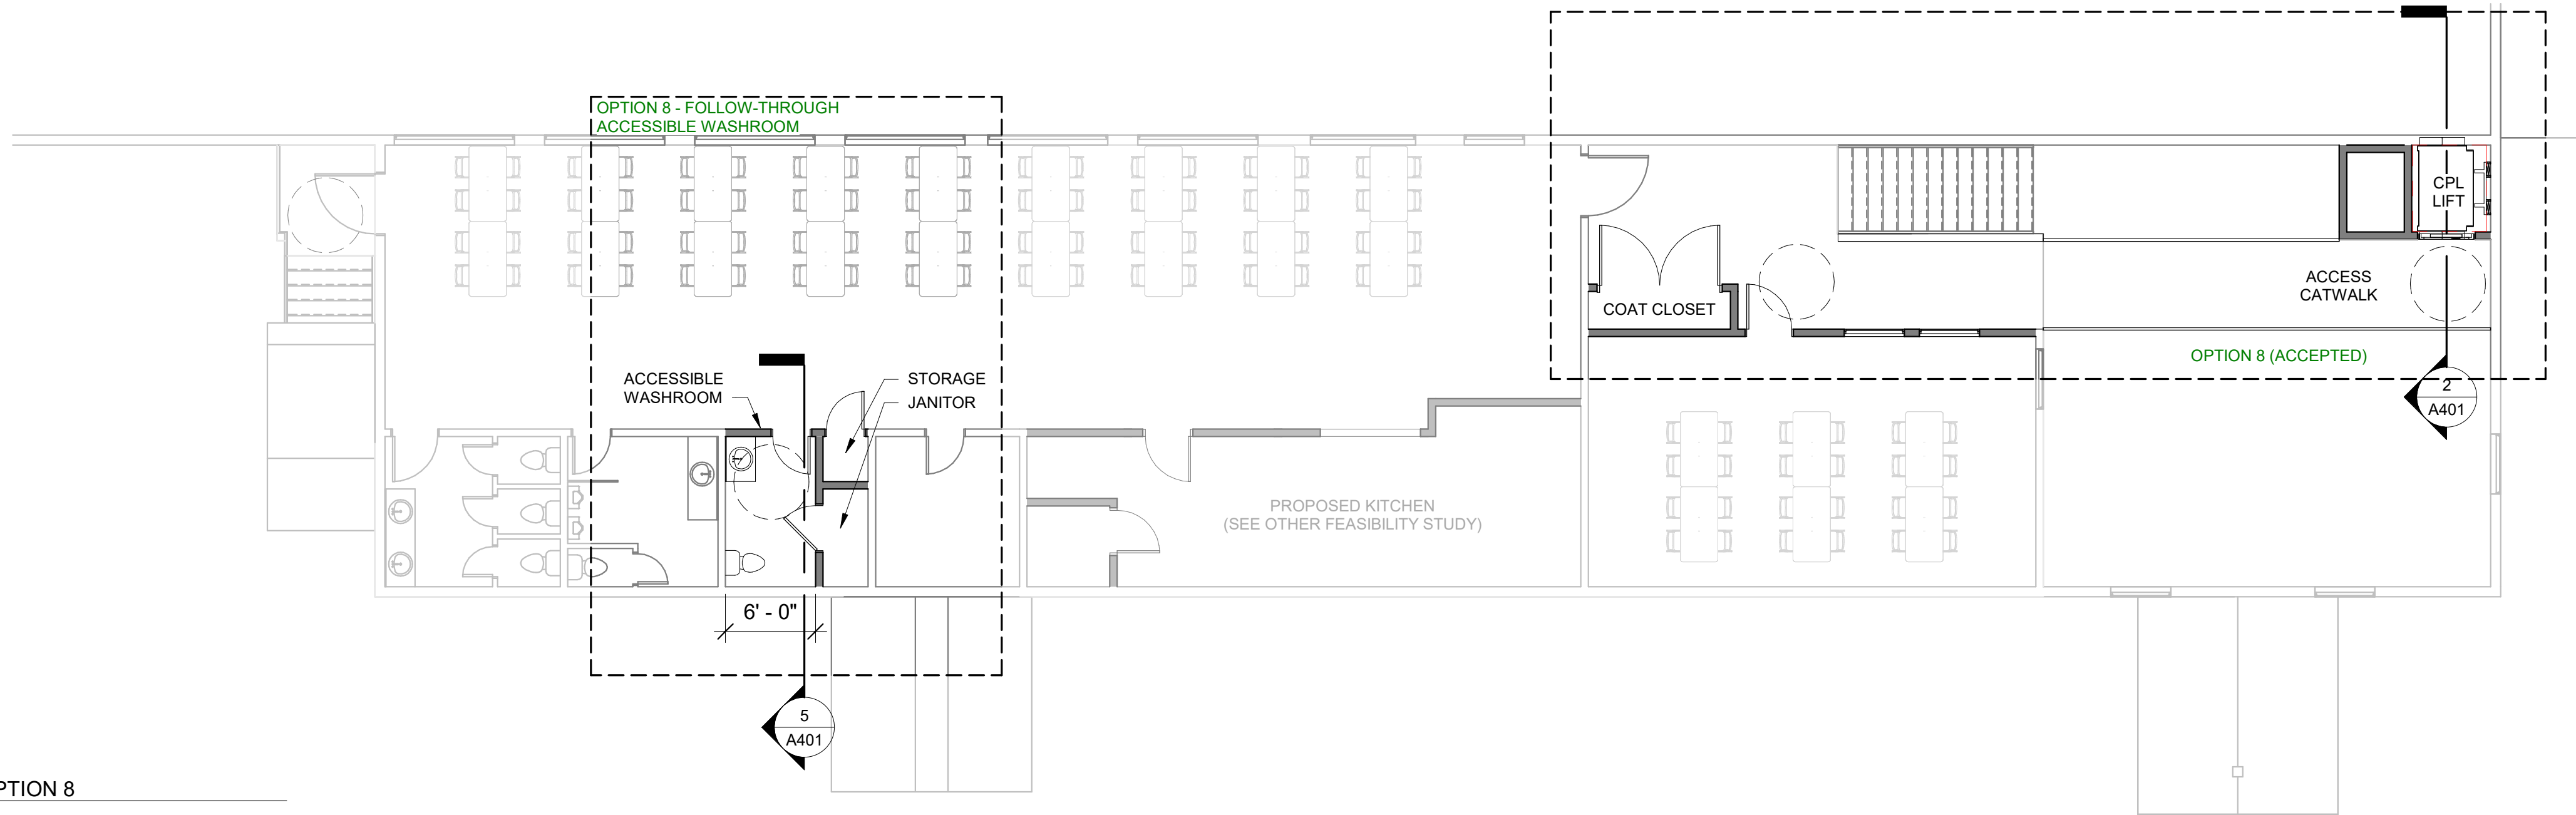 OPTION 8 - FOLLOW-THROUGH
ACCESSIBLE WASHROOM
CPL
LIFT
ACCESS
CATWALK
COAT CLOSET
OPTION 8 (ACCEPTED)
ACCESSIBLE
WASHROOM
STORAGE
JANITOR
2
A401
PROPOSED KITCHEN
(SEE OTHER FEASIBILITY STUDY)
6' - 0"
5
A401
PTION 8